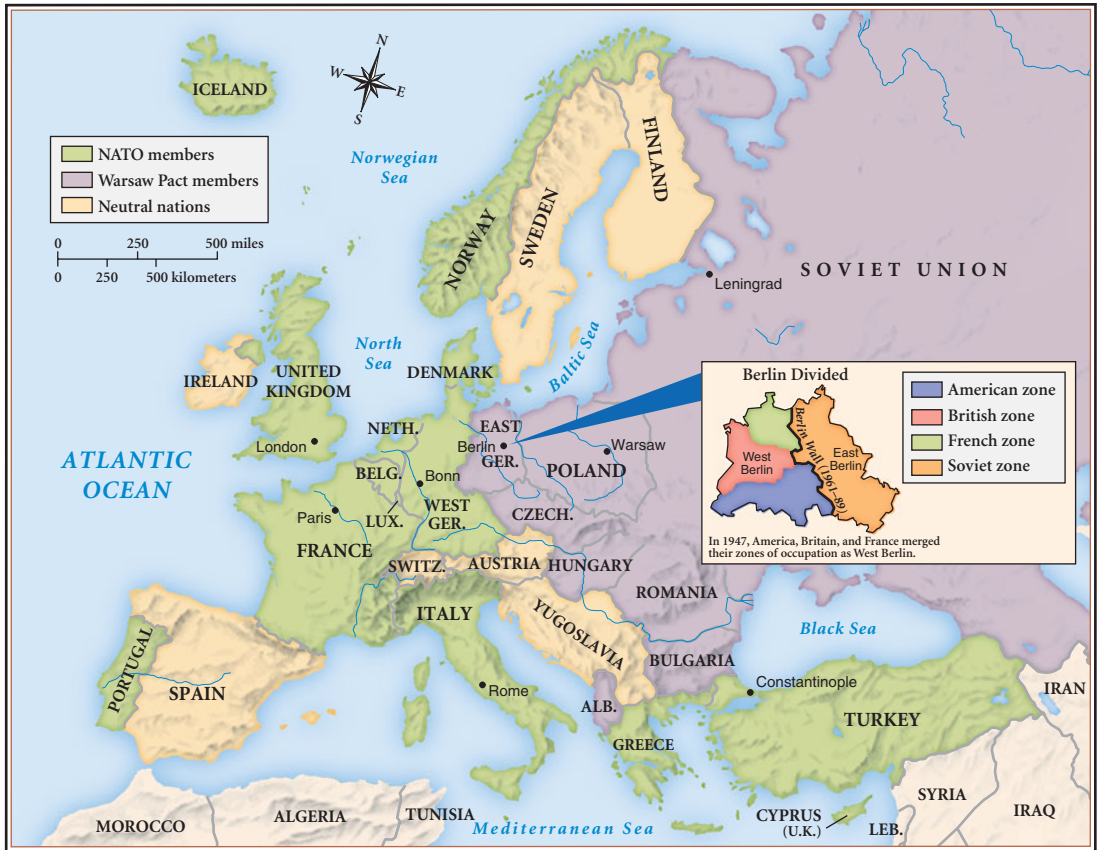 N
W
E
S
ICELAND
NATO members
Warsaw Pact members
Neutral nations
0 250 500 miles
0 250 500 kilometers
Norwegian
Sea
NORWAY
SWEDEN
FINLAND
SOVIET UNION
Leningrad
North
Sea
Baltic Sea
IRELAND
UNITED
KINGDOM
London
DENMARK
NETH.
EAST
GER.
Berlin
Warsaw
POLAND
ATLANTIC
OCEAN
BELG.
Bonn
LUX.
WEST
GER.
CZECH.
Paris
FRANCE
SWITZ.
AUSTRIA
HUNGARY
ROMANIA
ITALY
YUGOSLAVIA
Black Sea
BULGARIA
PORTUGAL
SPAIN
Rome
ALB.
Constantinople
TURKEY
GREECE
IRAN
SYRIA
IRAQ
CYPRUS
(U.K.)
LEB.
MOROCCO
ALGERIA
TUNISIA
Mediterranean Sea
Berlin Divided
West
Berlin
Berlin Wall (1961–89)
East
Berlin
American zone
British zone
French zone
Soviet zone
In 1947, America, Britain, and France merged
their zones of occupation as West Berlin.